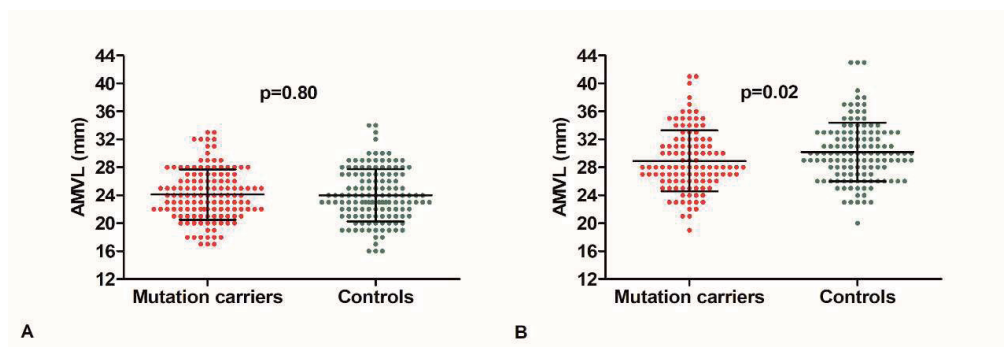 44
40
36
32
28
24
20
16
12
AMVL (mm)
p=0.80
Mutation carriers
Controls
A
44
40
36
32
28
24
20
16
12
AMVL (mm)
p=0.02
Mutation carriers
Controls
B